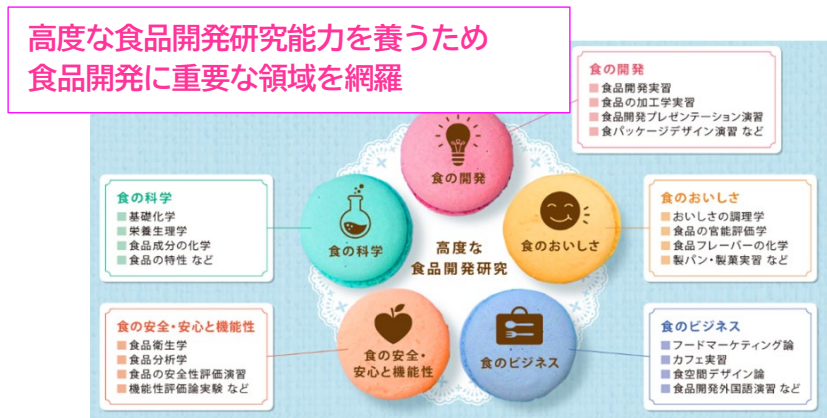 高度な食品開発研究能力を養うため
食品開発に重要な領域を網羅
食の開発
■食品開発実習
■食品の加工学実習
■食品開発プレゼンテーション演習
■食パッケージデザイン演習 など
食の開発
食の科学
■基礎化学
■栄養生理学
■食品成分の化学
■食品の特性 など
食の科学
高度な
食品開発研究
食のおいしさ
食のおいしさ
■おいしさの調理学
■食品の官能評価学
■食品フレーバーの化学
■製パン・製菓実習 など
食の安全・安心と機能性
■食品衛生学
■食品分析学
■食品の安全性評価演習
■機能性評価論実験 など
食の安全・
安心と機能性
食のビジネス
食のビジネス
■フードマーケティング論
■カフェ実習
■食空間デザイン論
■食品開発外国語演習 など